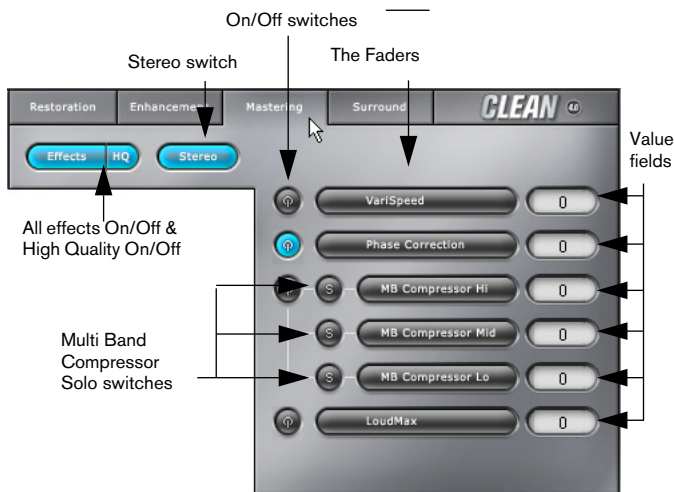 On/Off switches
Stereo switch
The Faders
Restoration
Enhancement
Mastering
Surround
CLEAN 4.0
Value
fields
Effects
HQ
Stereo
VariSpeed
0
All effects On/Off &
High Quality On/Off
Phase Correction
0
S
MB Compressor Hi
0
Multi Band
Compressor
Solo switches
S
MB Compressor Mid
0
S
MB Compressor Lo
0
LoudMax
0